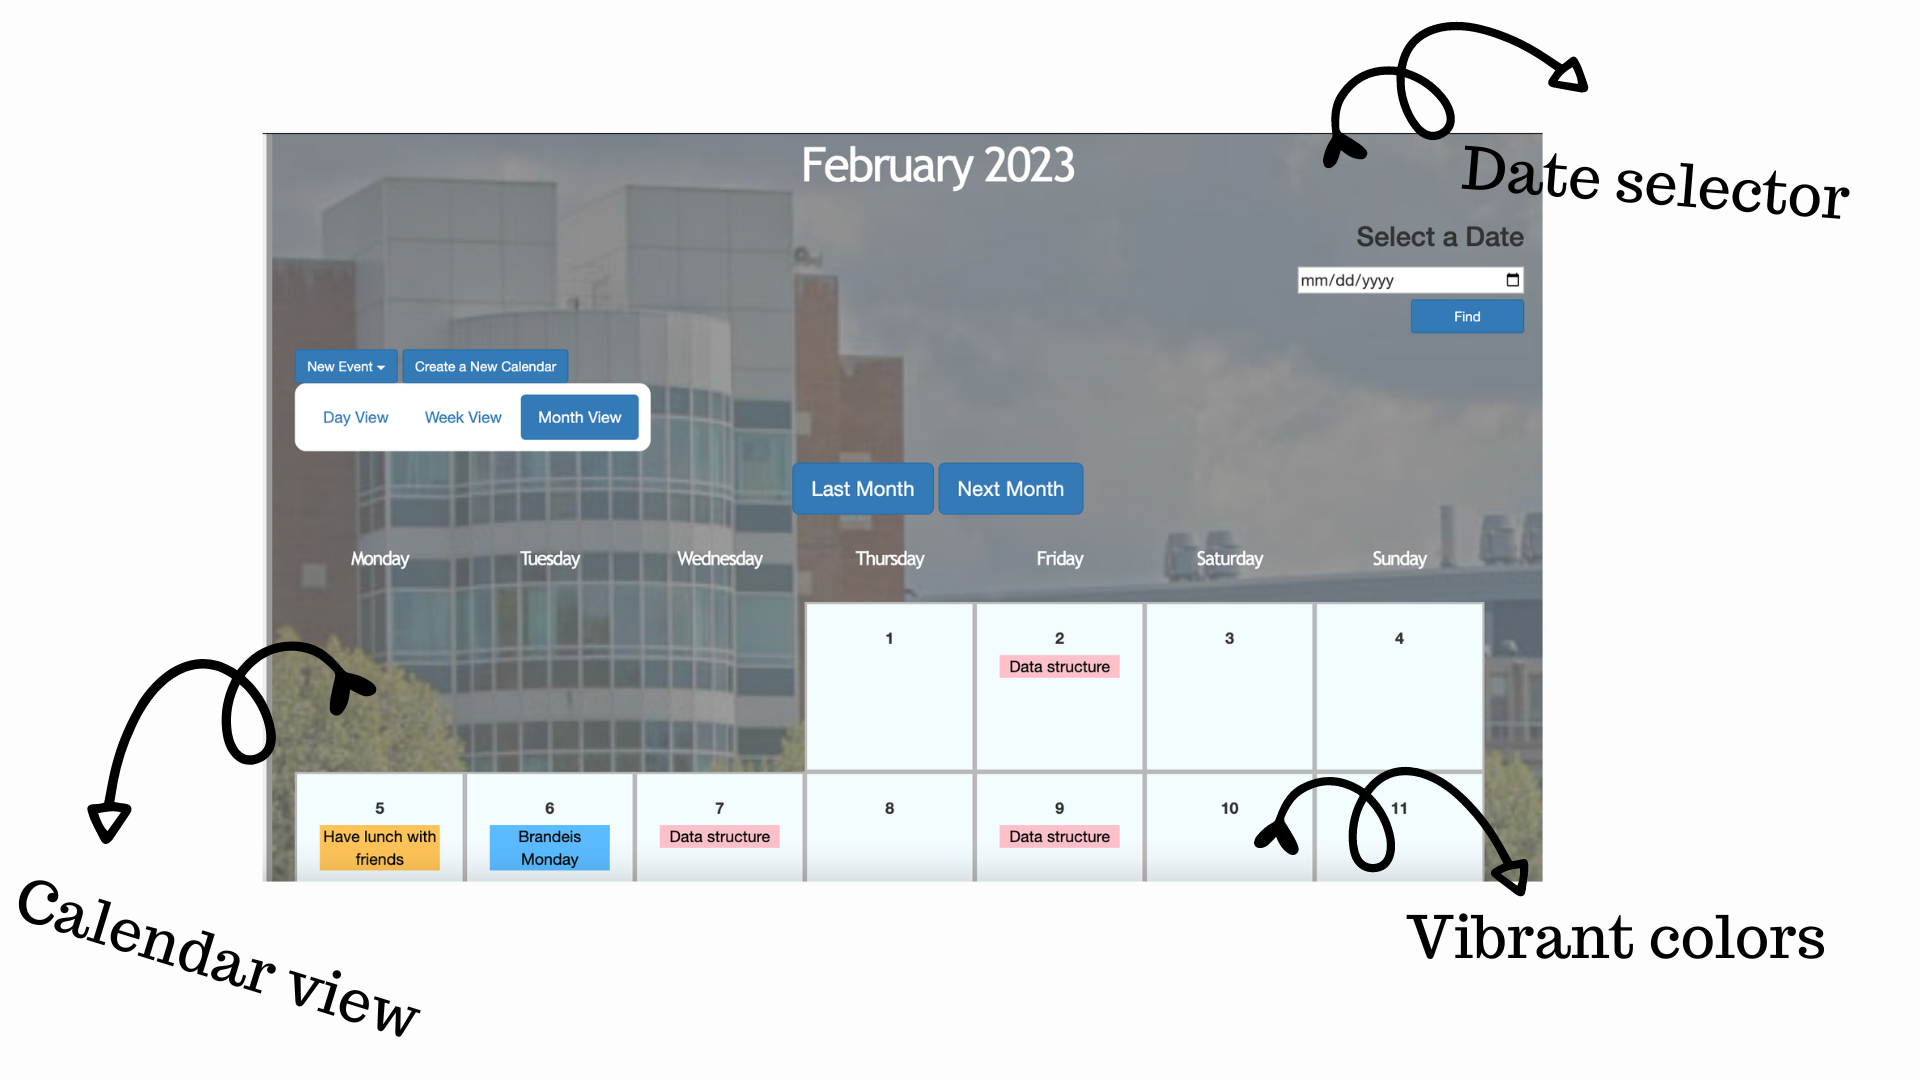 February 2023
Date selector
Select a Date
mm/dd/yyyy
Find
New Event
Create a New Calendar
Day View
Week View
Month View
Last Month
Next Month
Monday
Tuesday
Wednesday
Thursday
Friday
Saturday
Sunday
1
2
3
4
Data structure
5
6
7
8
9
10
11
Have lunch with
friends
Brandeis
Monday
Data structure
Data structure
Calendar view
Vibrant colors